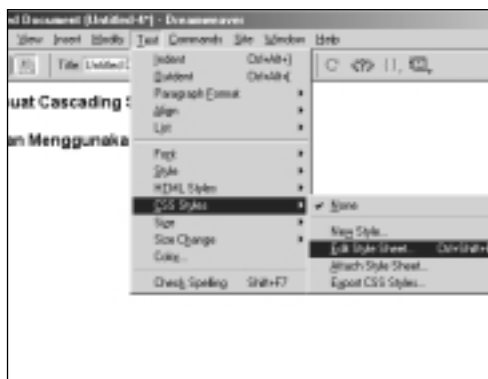 ed Document (Untitled-4*) - Dreamweaver
View Insert Modify Text Commands Site Window Help
Title: Untitled D
Indent Ctrl+Alt+]
Outdent Ctrl+Alt+[
Paragraph Format
Align
List
Font
Style
HTML Styles
CSS Styles
Size
Size Change
Color...
Check Spelling Shift+F7
None
New Style...
Edit Style Sheet... Ctrl+Shift+
Attach Style Sheet...
Export CSS Styles...
uat Cascading S
an Menggunaka